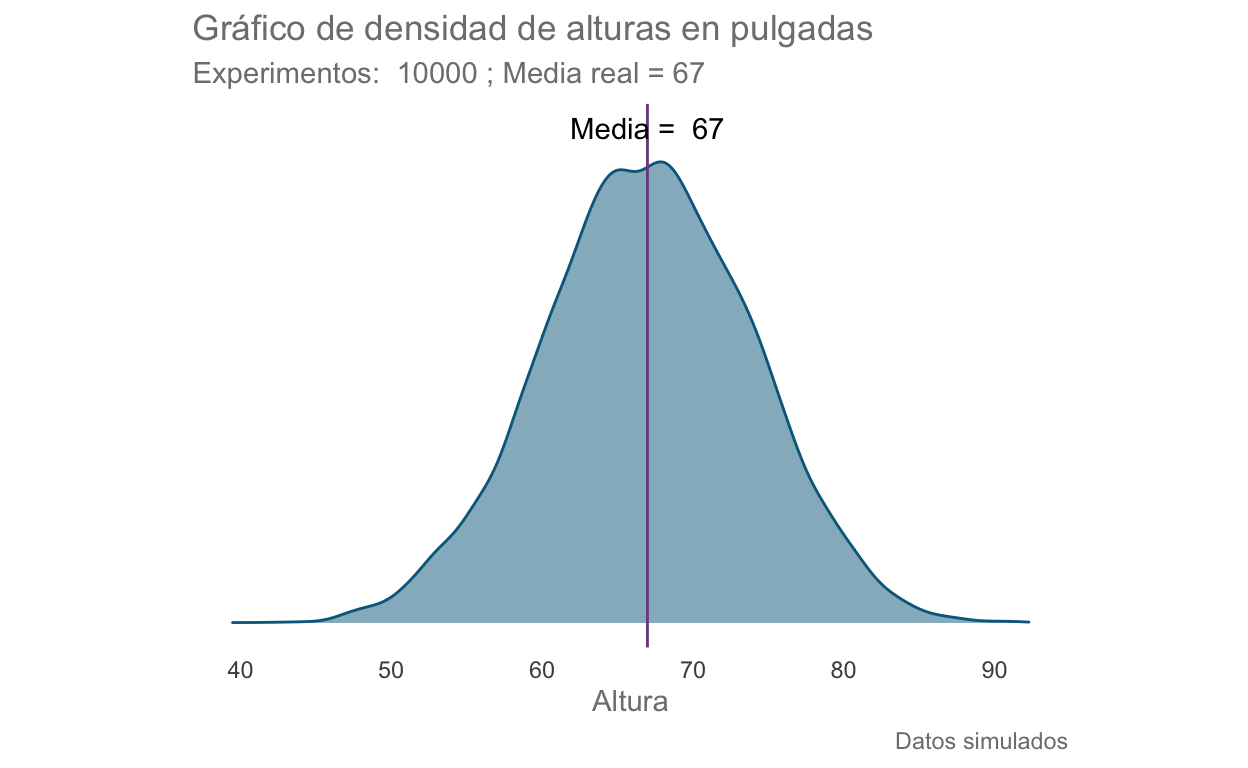 Gráfico de densidad de alturas en pulgadas
Experimentos:  10000 ; Media real = 67
Media =  67
40 50 60 70 80 90
Altura
Datos simulados